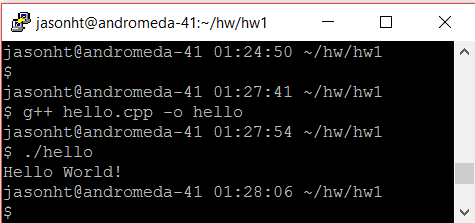 jasonht@andromeda-41:~/hw/hw1
jasonht@andromeda-41 01:24:50 ~/hw/hw1
$
jasonht@andromeda-41 01:27:41 ~/hw/hw1
$ g++ hello.cpp -o hello
jasonht@andromeda-41 01:27:54 ~/hw/hw1
$ ./hello
Hello World!
jasonht@andromeda-41 01:28:06 ~/hw/hw1
$